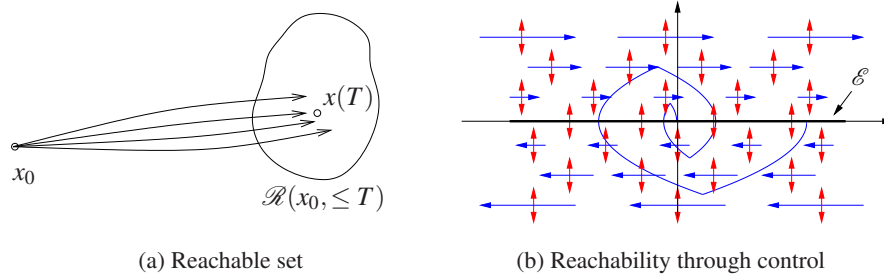 x₀
x(T)
ℛ(x₀, ≤ T)
(a) Reachable set
ℰ
(b) Reachability through control